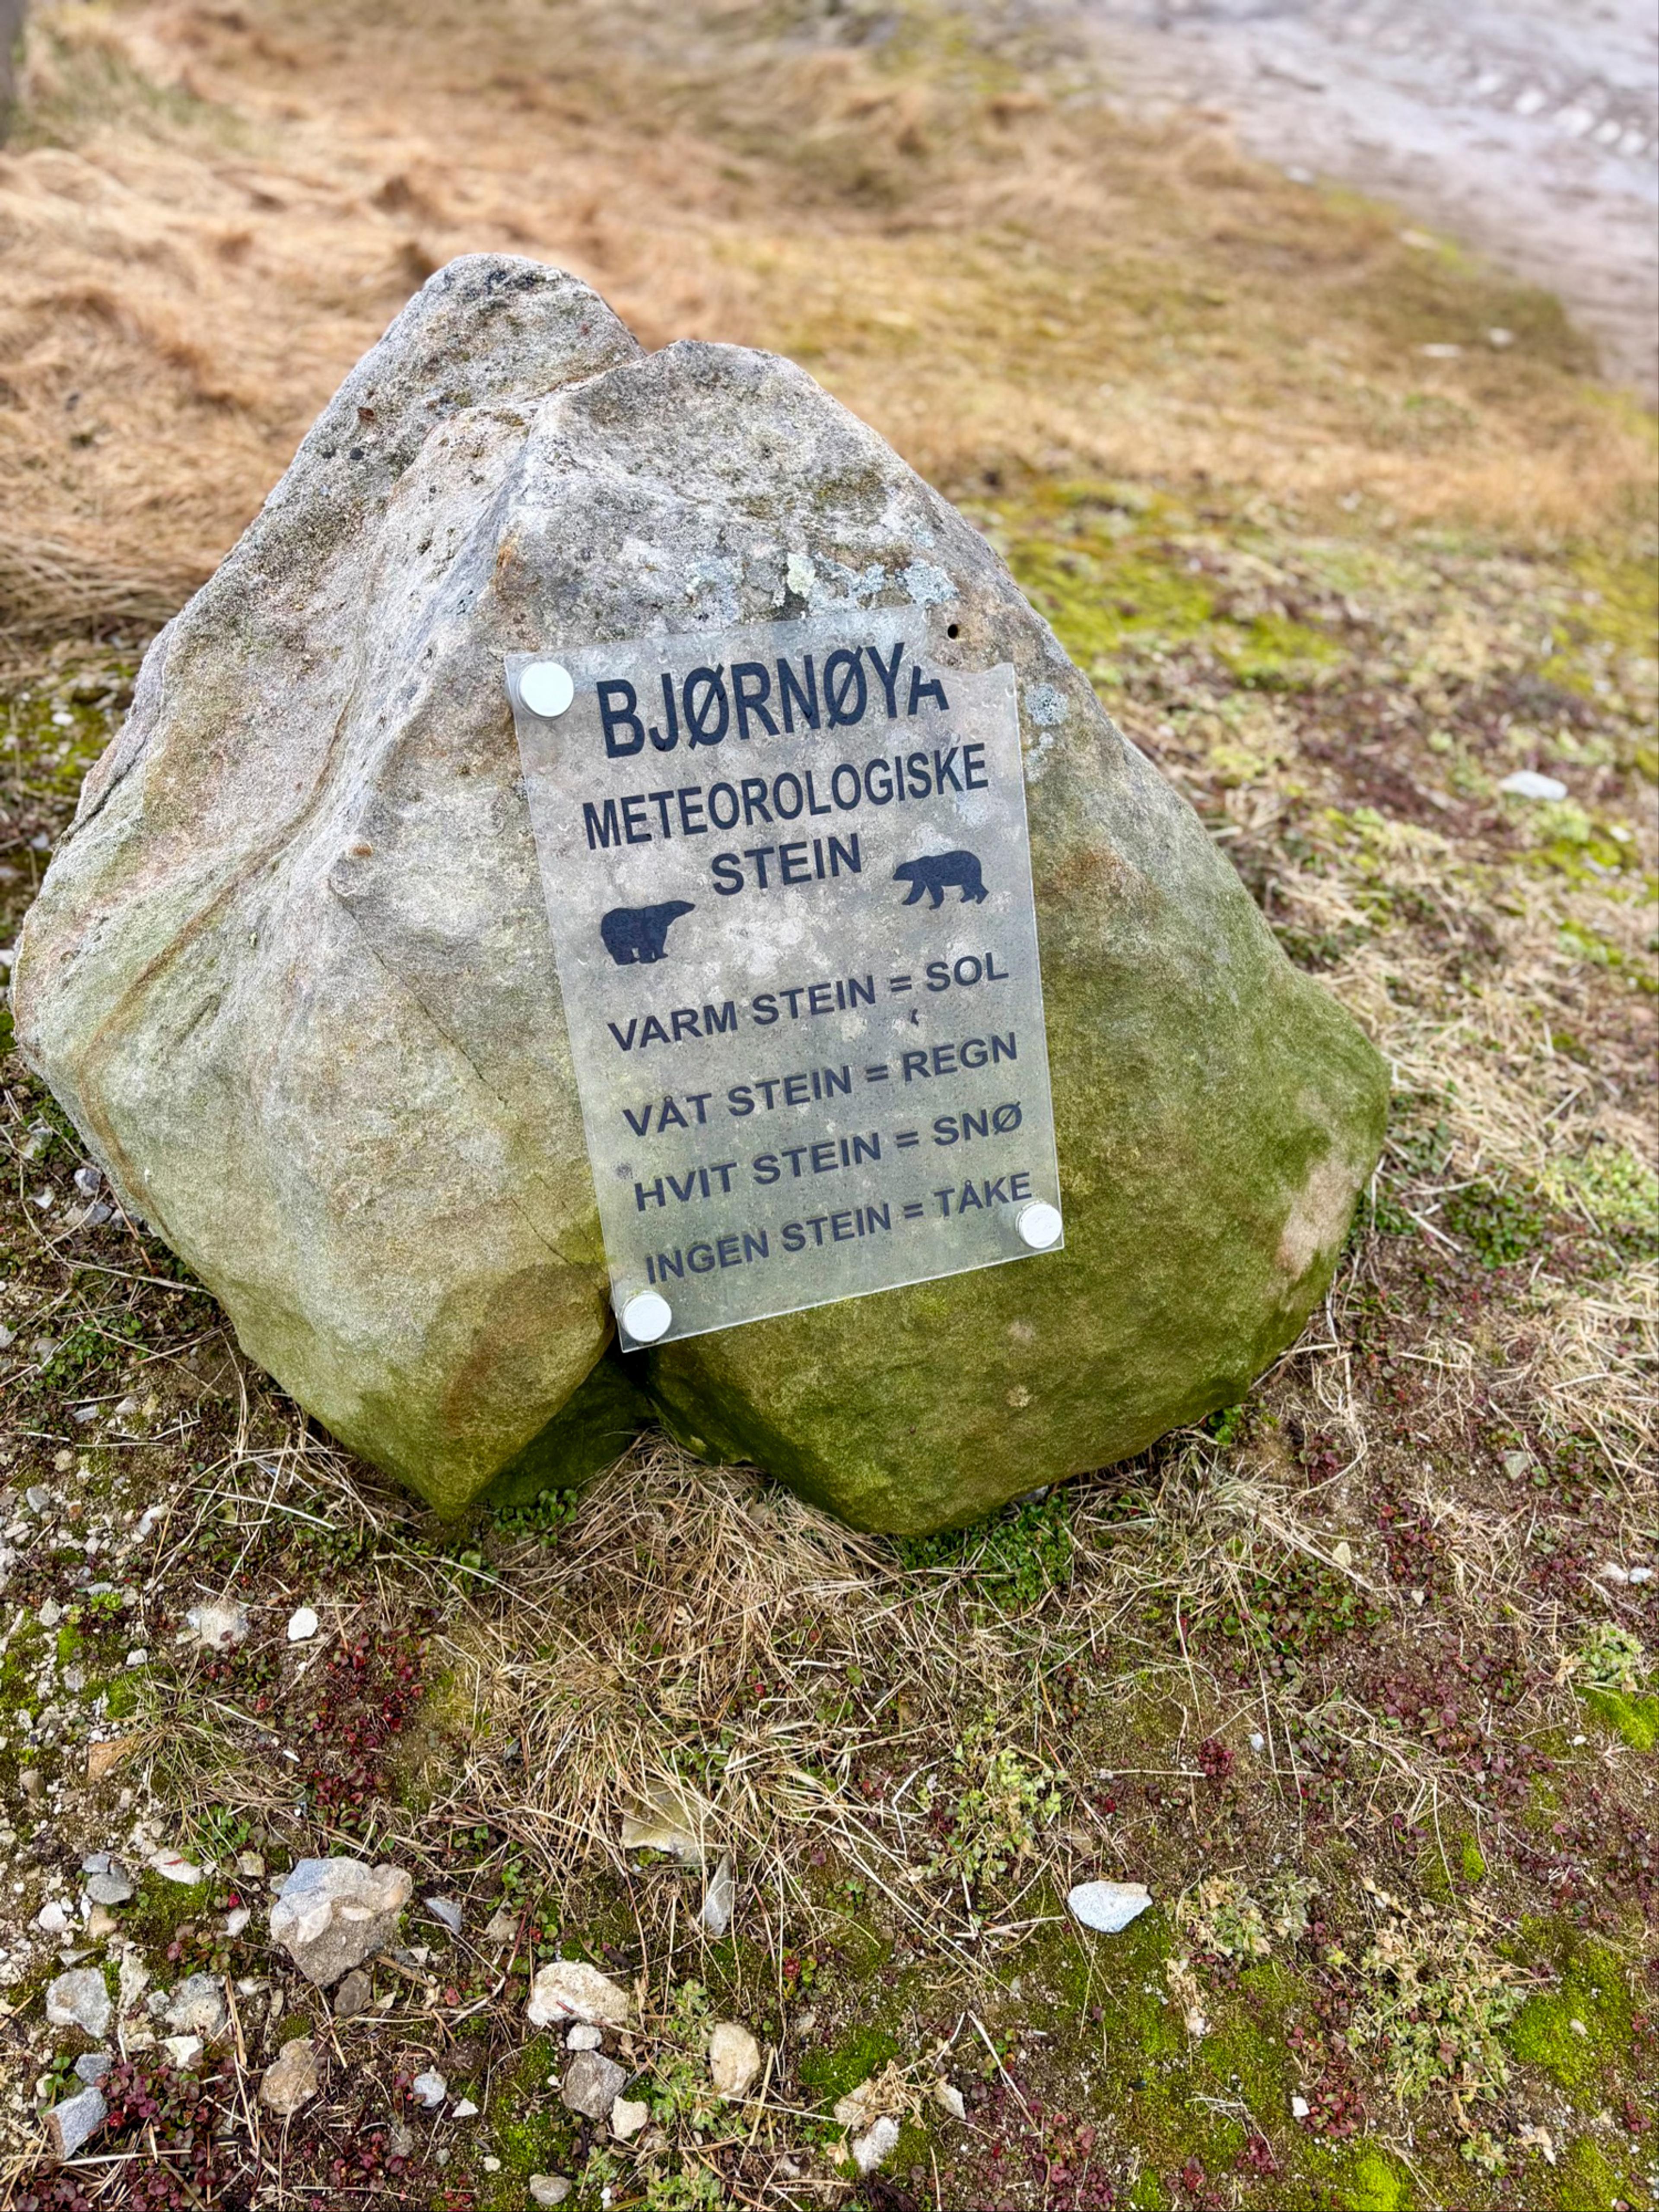 BJØRNØYA
METEOROLOGISKE
STEIN
VARM STEIN = SOL
VÅT STEIN = REGN
HVIT STEIN = SNØ
INGEN STEIN = TÅKE